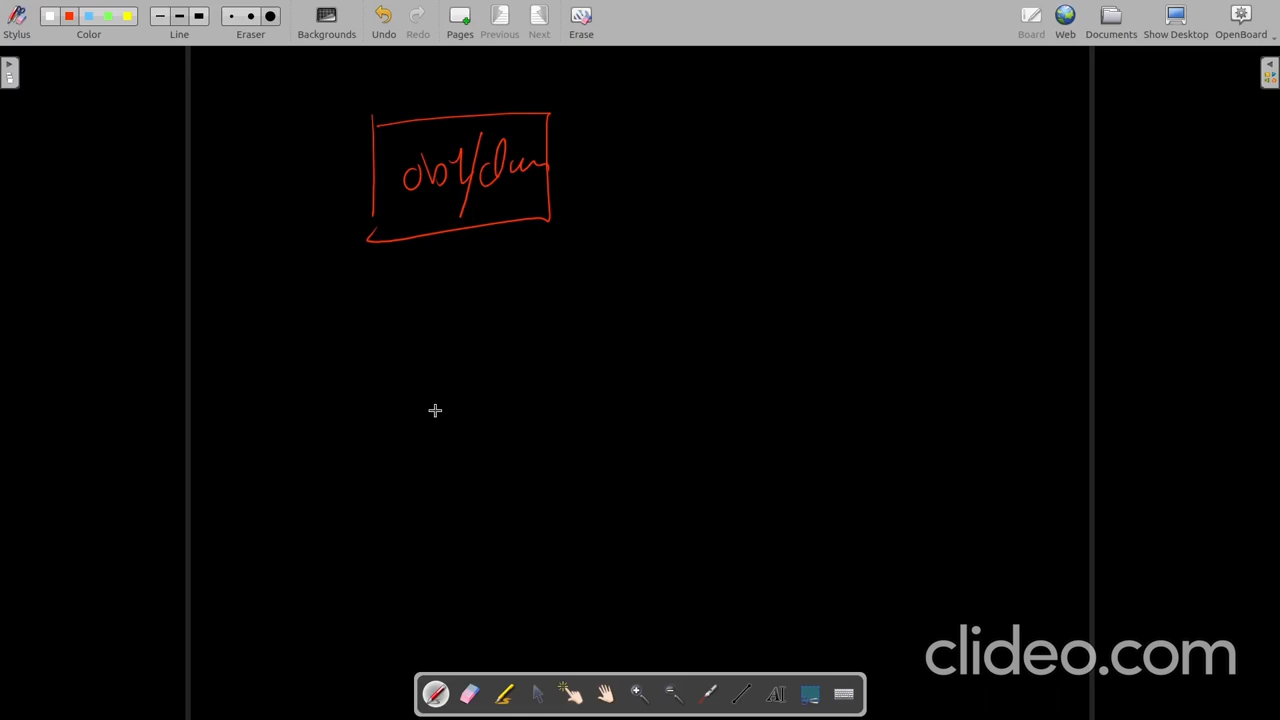 Stylus
Color
Line
Eraser
Backgrounds
Undo
Redo
Pages
Previous
Next
Erase
Board
Web
Documents
Show Desktop
OpenBoard
AI
clideo.com